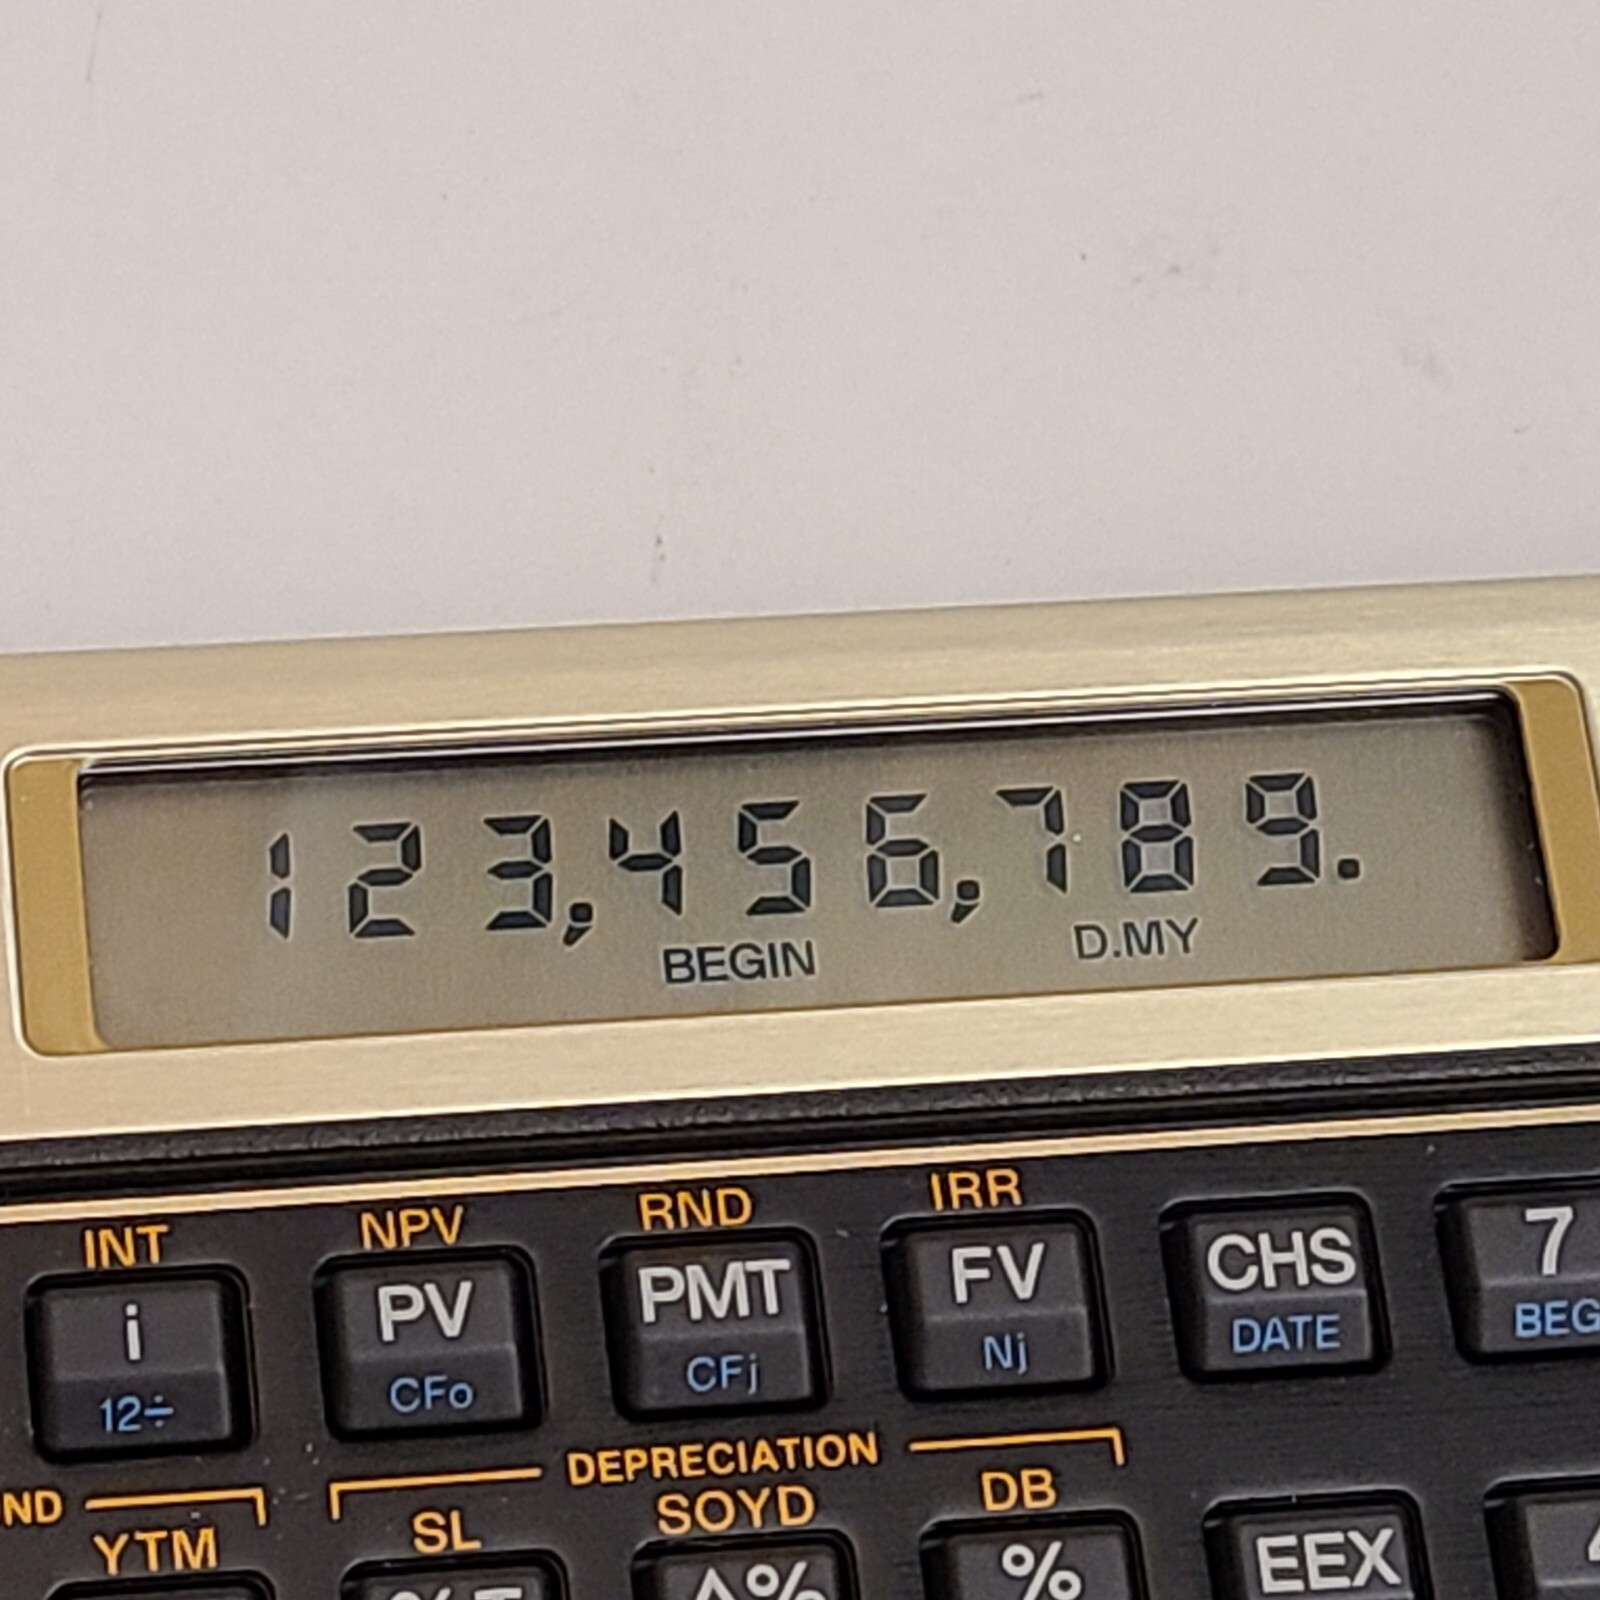 123,456,789.
BEGIN D.MY
INT NPV RND IRR
i PV PMT FV CHS 7
12÷ CFo CFj Nj DATE BEG
DEPRECIATION
YTM SL SOYD DB
Δ% % EEX